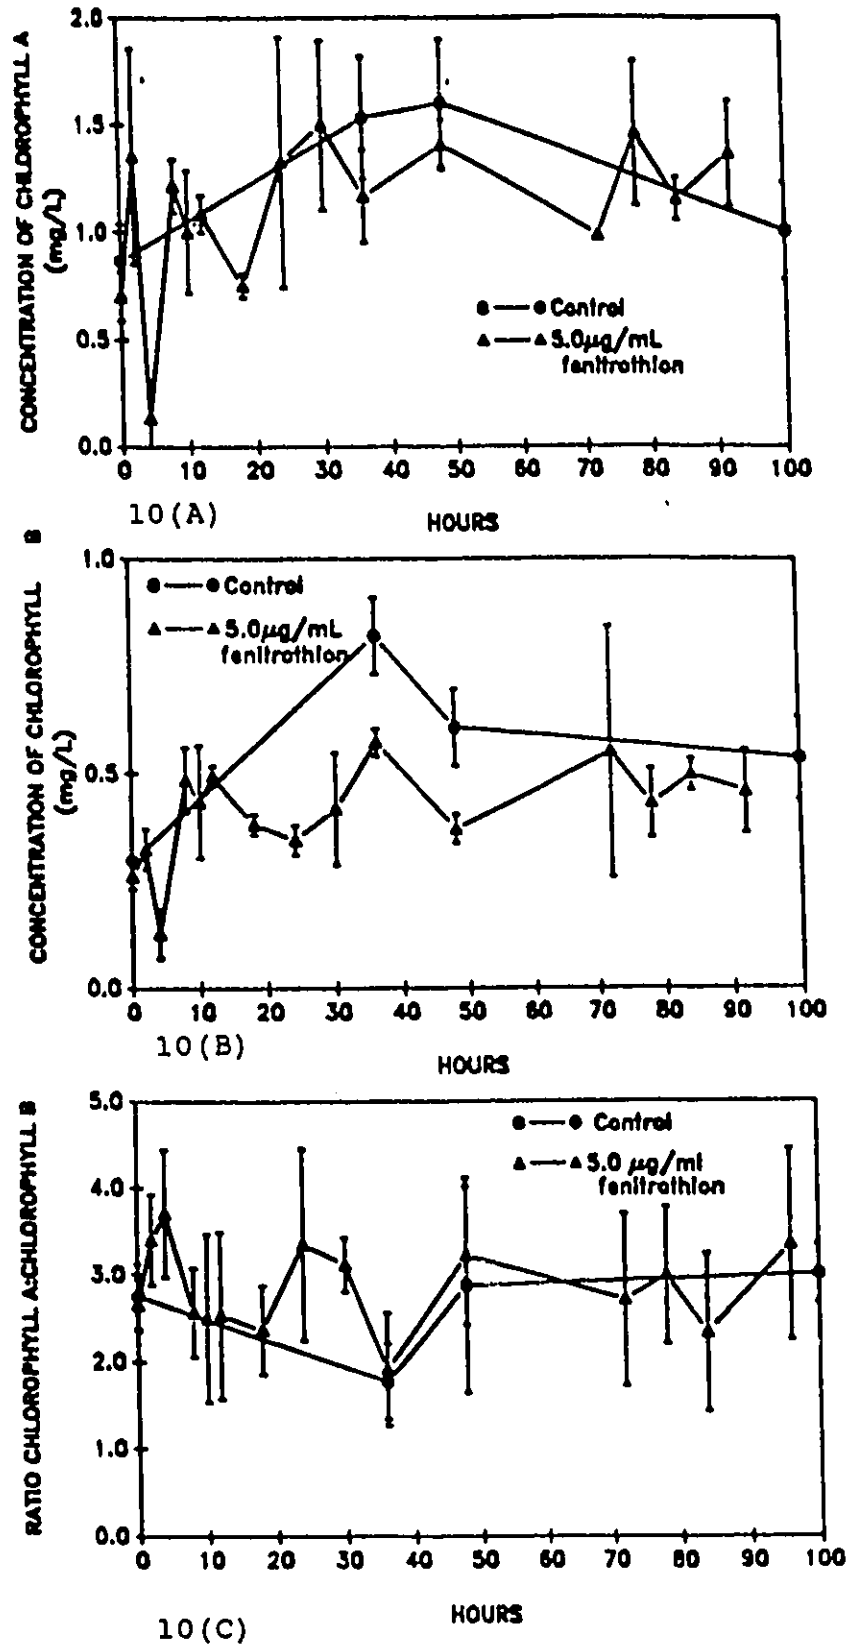 CONCENTRATION OF CHLOROPHYLL A
(mg/L)
2.0
1.5
1.0
0.5
0.0
Control
5.0µg/mL
fenitrothion
0 10 20 30 40 50 60 70 80 90 100
10(A)
HOURS
CONCENTRATION OF CHLOROPHYLL B
(mg/L)
1.0
0.5
0.0
Control
5.0µg/mL
fenitrothion
0 10 20 30 40 50 60 70 80 90 100
10(B)
HOURS
RATIO CHLOROPHYLL A:CHLOROPHYLL B
5.0
4.0
3.0
2.0
1.0
0.0
Control
5.0 µg/ml
fenitrothion
0 10 20 30 40 50 60 70 80 90 100
HOURS
10(C)